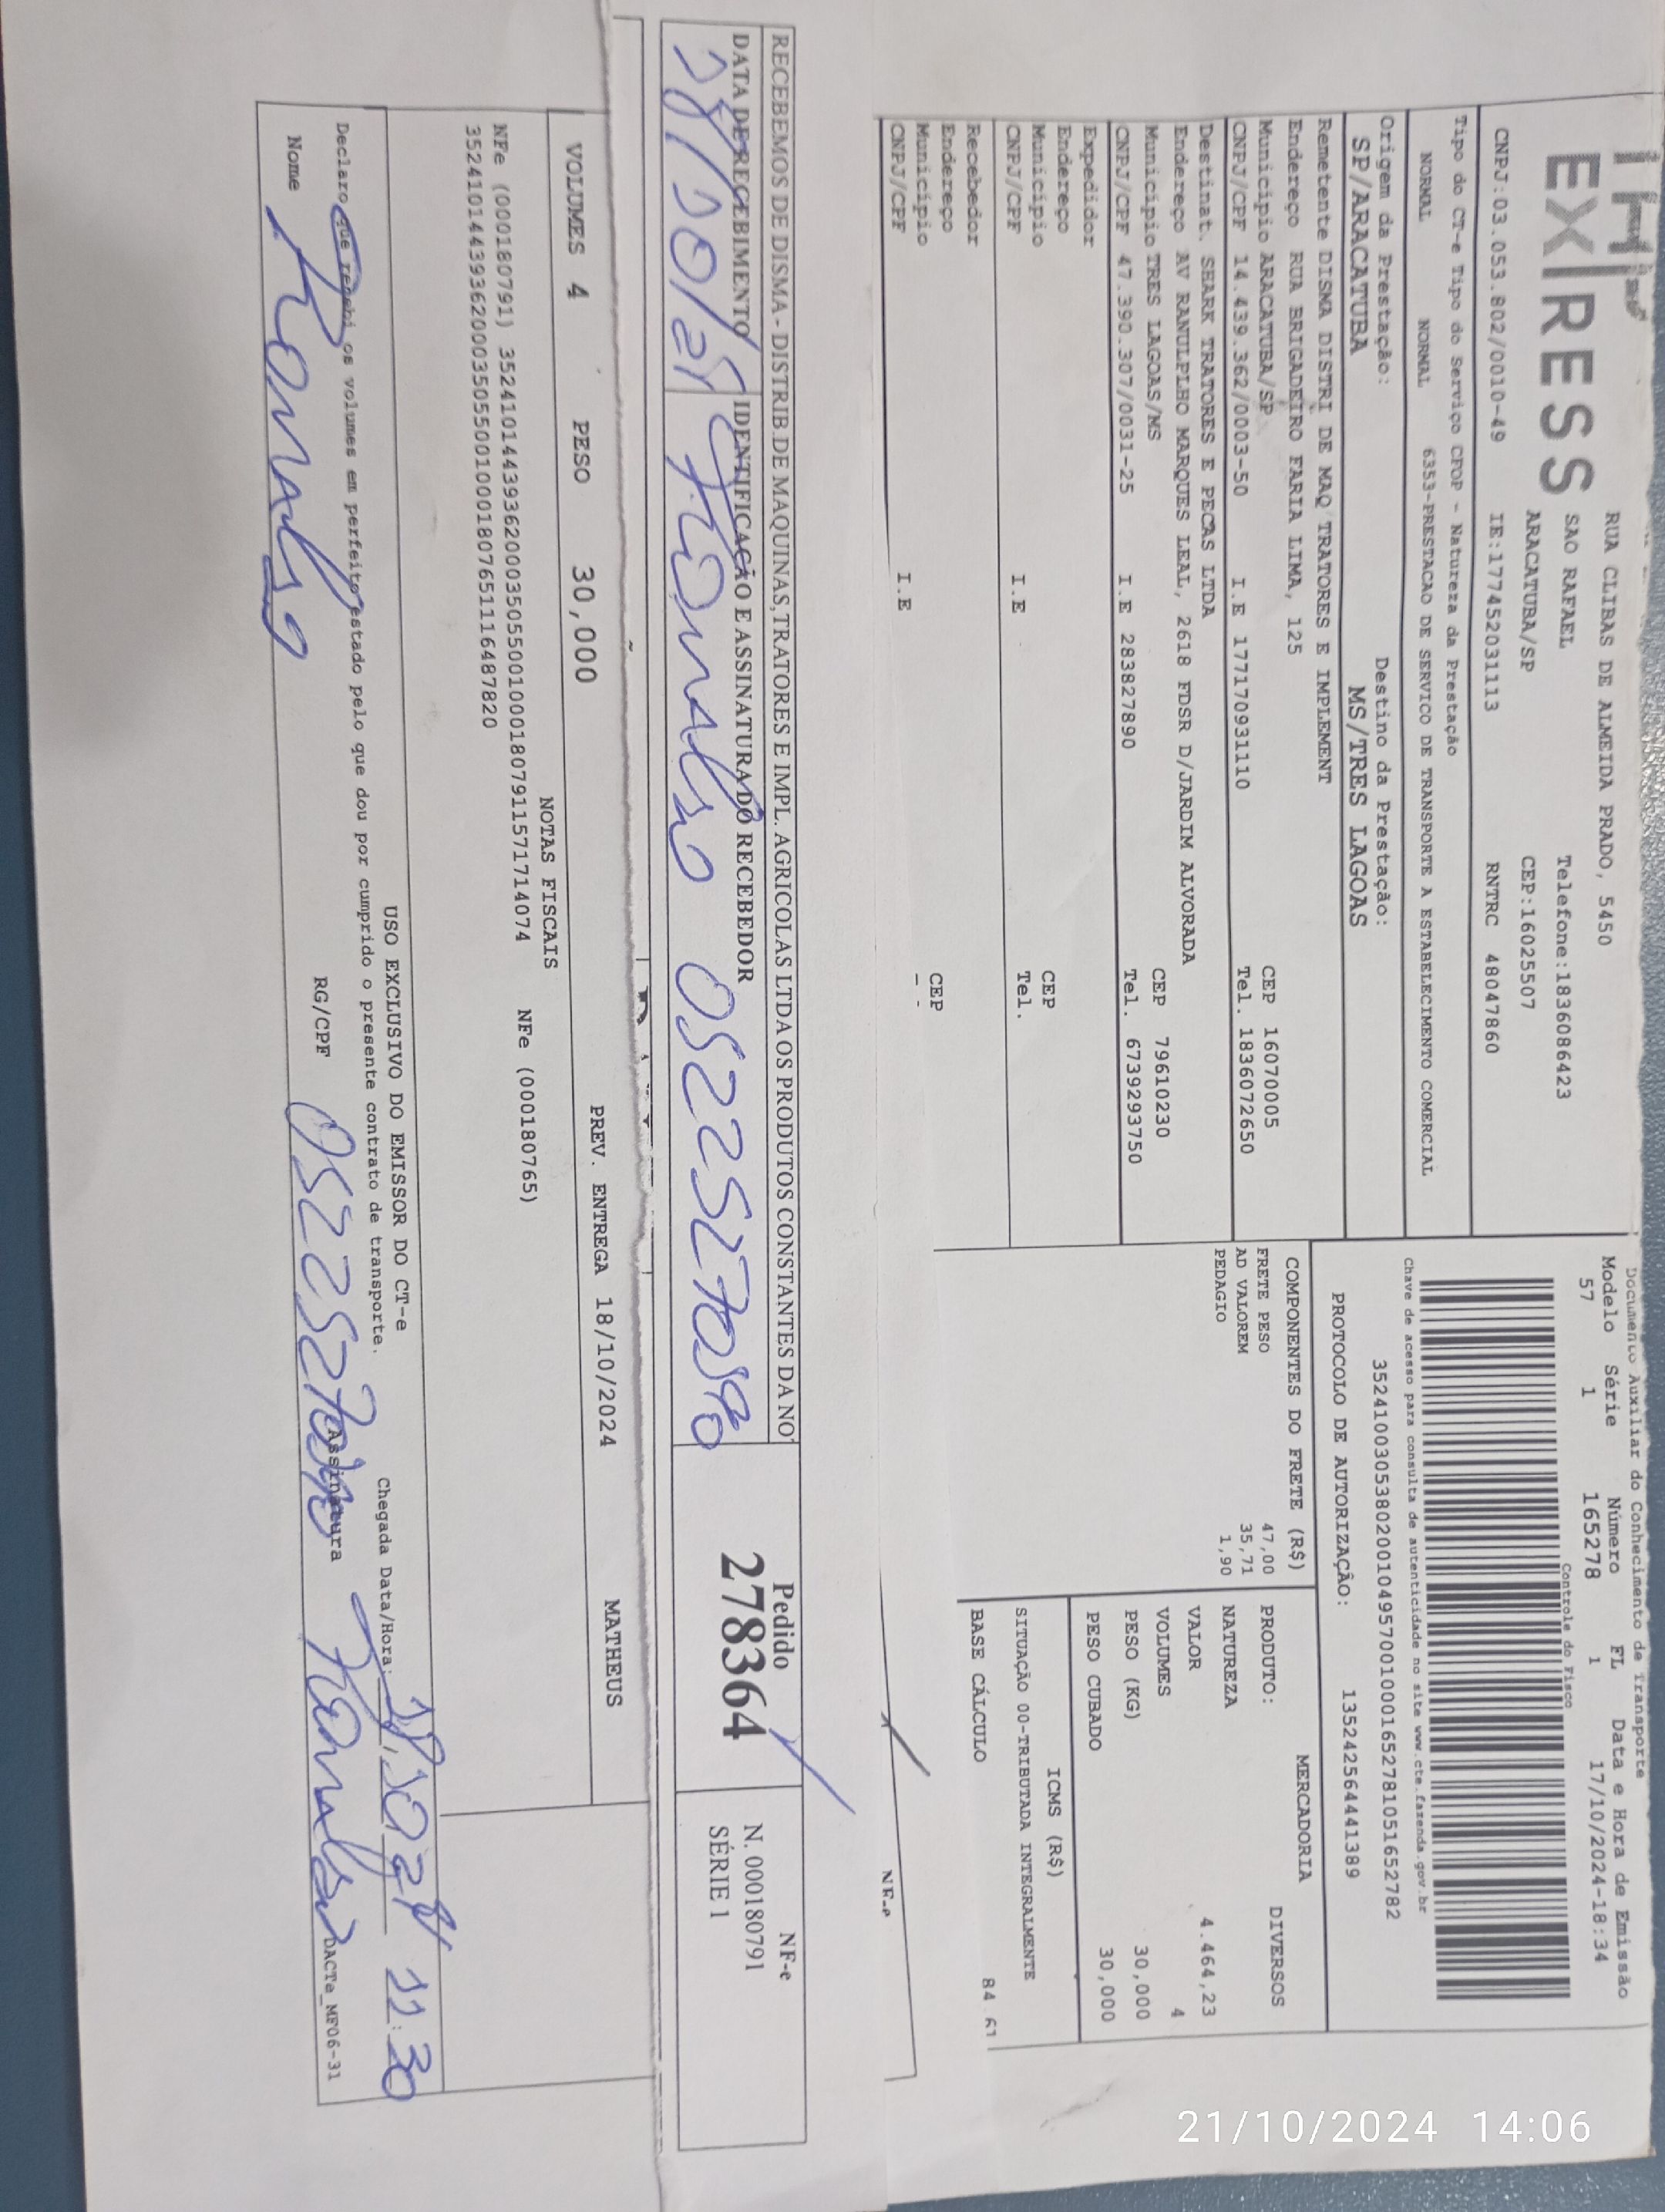 EXPRESS
RUA CLIBAS DE ALMEIDA PRADO, 5450
SAO RAFAEL Telefone:1836086423
ARACATUBA/SP CEP:16025507
CNPJ:03.053.802/0010-49 IE:177452031113 RNTRC 48047860
Documento Auxiliar do Conhecimento de Transporte
Modelo Série Número FL Data e Hora de Emissão
57 1 165278 1 17/10/2024-18:34
Controle do Fisco
Chave de acesso para consulta de autenticidade no site www.cte.fazenda.gov.br
35241003053802001049570010001652781051652782
PROTOCOLO DE AUTORIZAÇÃO: 135242564441389
Tipo do CT-e Tipo do Serviço CFOP - Natureza da Prestação
NORMAL NORMAL 6353-PRESTACAO DE SERVICO DE TRANSPORTE A ESTABELECIMENTO COMERCIAL
Origem da Prestação: Destino da Prestação:
SP/ARACATUBA MS/TRES LAGOAS
Remetente DISMA DISTRI DE MAQ TRATORES E IMPLEMENT
Endereço RUA BRIGADEIRO FARIA LIMA, 125
Municipio ARACATUBA/SP CEP 16070005
CNPJ/CPF 14.439.362/0003-50 I.E 177170931110 Tel. 1836072650
Destinat. SHARK TRATORES E PECAS LTDA
Endereço AV RANULPHO MARQUES LEAL, 2618 FDSR D/JARDIM ALVORADA
Municipio TRES LAGOAS/MS CEP 79610230
CNPJ/CPF 47.390.307/0031-25 I.E 283827890 Tel. 6739293750
Expedidor
Endereço
Municipio CEP
CNPJ/CPF I.E Tel.
Recebedor
Endereço
Municipio CEP
CNPJ/CPF I.E
COMPONENTES DO FRETE (R$)
FRETE PESO 47,00
AD VALOREM 35,71
PEDAGIO 1,90
MERCADORIA
PRODUTO: DIVERSOS
NATUREZA
VALOR 4.464,23
VOLUMES 4
PESO (KG) 30,000
PESO CUBADO 30,000
ICMS (R$)
SITUAÇÃO 00-TRIBUTADA INTEGRALMENTE
BASE CÁLCULO 84,61
NF-e
RECEBEMOS DE DISMA - DISTRIB.DE MAQUINAS,TRATORES E IMPL. AGRICOLAS LTDA OS PRODUTOS CONSTANTES DA NO
DATA DE RECEBIMENTO IDENTIFICAÇÃO E ASSINATURA DO RECEBEDOR
18/10/24 Ronaldo
Pedido
278364
NF-e
N. 000180791
SÉRIE 1
VOLUMES 4 PESO 30,000 PREV. ENTREGA 18/10/2024 MATHEUS
NOTAS FISCAIS
NFe (000180791) 35241014439362000350550010001807911571714074 NFe (000180765)
35241014439362000350550010001807651116487820
USO EXCLUSIVO DO EMISSOR DO CT-e
Declaro que recebi os volumes em perfeito estado pelo que dou por cumprido o presente contrato de transporte.
Chegada Data/Hora: 18/10/24 11:30
Nome Ronaldo RG/CPF Assinatura Ronaldo
DACTe_MF06-31
21/10/2024 14:06